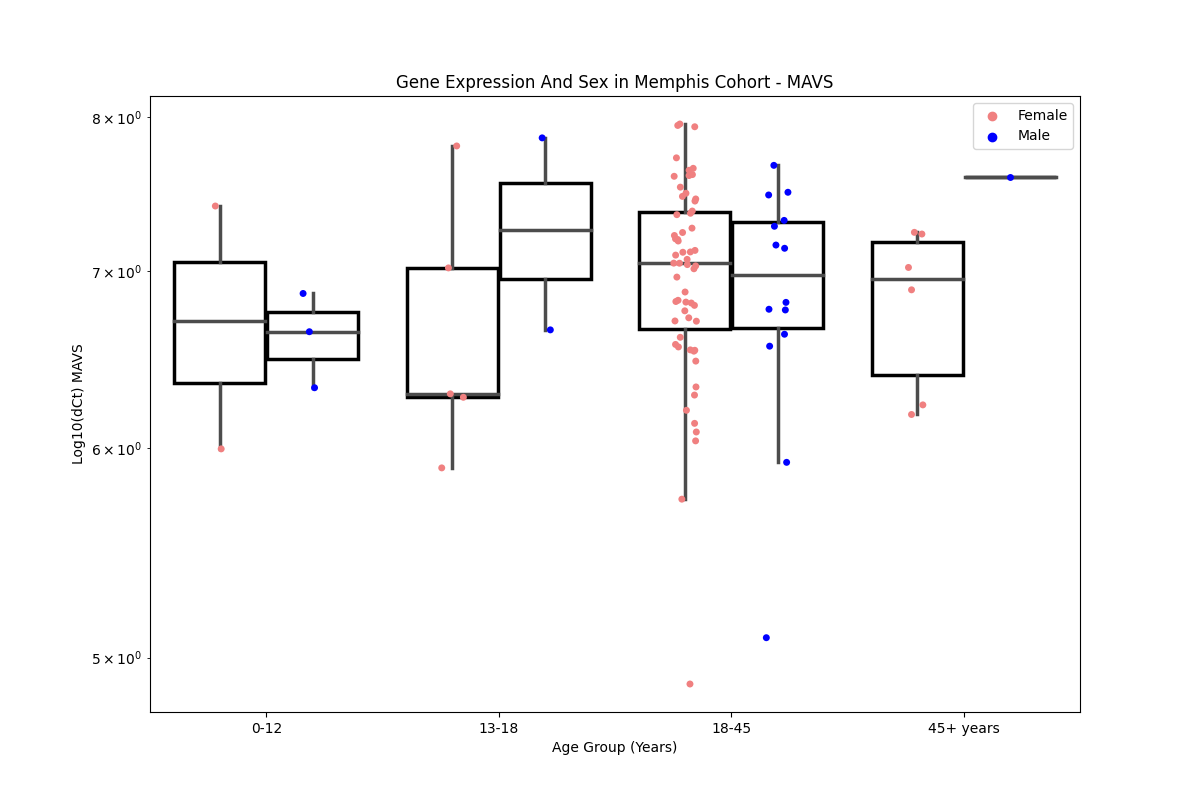 Gene Expression And Sex in Memphis Cohort - MAVS
Female
Male
8 × 10⁰
7 × 10⁰
6 × 10⁰
5 × 10⁰
Log10(dCt) MAVS
0-12
13-18
18-45
45+ years
Age Group (Years)